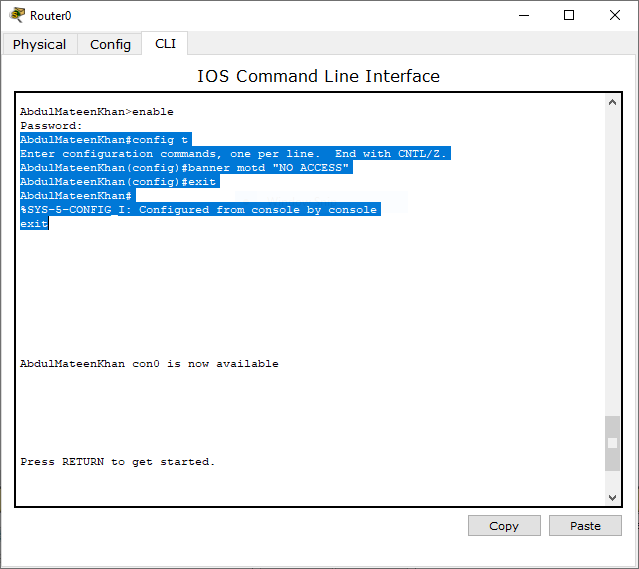 Router0
Physical Config CLI
IOS Command Line Interface
AbdulMateenKhan>enable
Password:
AbdulMateenKhan#config t
Enter configuration commands, one per line.  End with CNTL/Z.
AbdulMateenKhan(config)#banner motd "NO ACCESS"
AbdulMateenKhan(config)#exit
AbdulMateenKhan#
%SYS-5-CONFIG_I: Configured from console by console
exit
AbdulMateenKhan con0 is now available
Press RETURN to get started.
Copy Paste